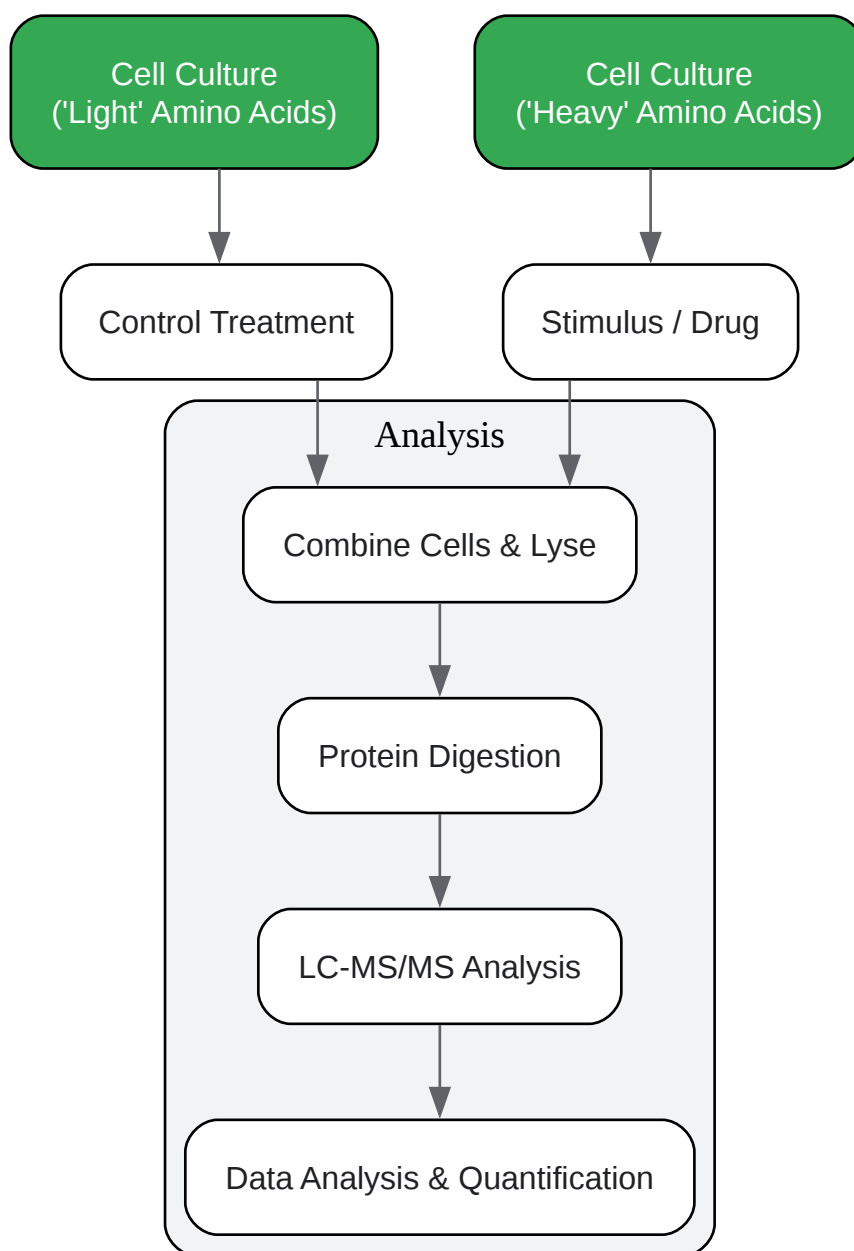 Cell Culture
('Light' Amino Acids)
Cell Culture
('Heavy' Amino Acids)
Control Treatment
Stimulus / Drug
Analysis
Combine Cells & Lyse
Protein Digestion
LC-MS/MS Analysis
Data Analysis & Quantification